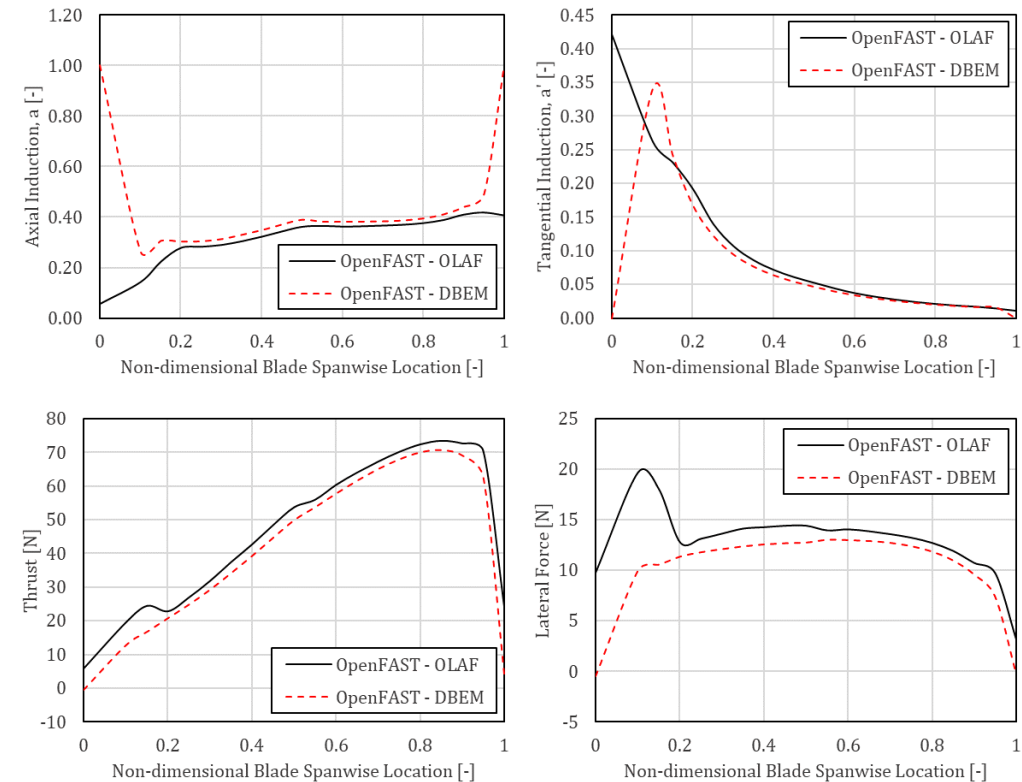 1.20
1.00
0.80
0.60
0.40
0.20
0.00
Axial Induction, a [-]
OpenFAST - OLAF
OpenFAST - DBEM
0 0.2 0.4 0.6 0.8 1
Non-dimensional Blade Spanwise Location [-]
0.45
0.40
0.35
0.30
0.25
0.20
0.15
0.10
0.05
0.00
Tangential Induction, a' [-]
OpenFAST - OLAF
OpenFAST - DBEM
0 0.2 0.4 0.6 0.8 1
Non-dimensional Blade Spanwise Location [-]
80
70
60
50
40
30
20
10
0
-10
Thrust [N]
OpenFAST - OLAF
OpenFAST - DBEM
0 0.2 0.4 0.6 0.8 1
Non-dimensional Blade Spanwise Location [-]
25
20
15
10
5
0
-5
Lateral Force [N]
OpenFAST - OLAF
OpenFAST - DBEM
0 0.2 0.4 0.6 0.8 1
Non-dimensional Blade Spanwise Location [-]